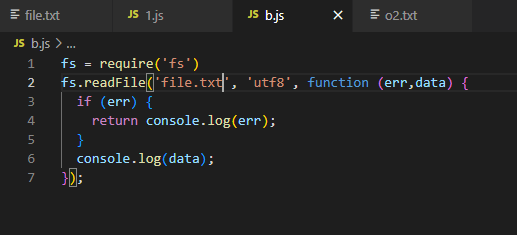 file.txt JS 1.js JS b.js × o2.txt
JS b.js > ...
1 fs = require('fs')
2 fs.readFile('file.txt', 'utf8', function (err,data) {
3 if (err) {
4 return console.log(err);
5 }
6 console.log(data);
7 });